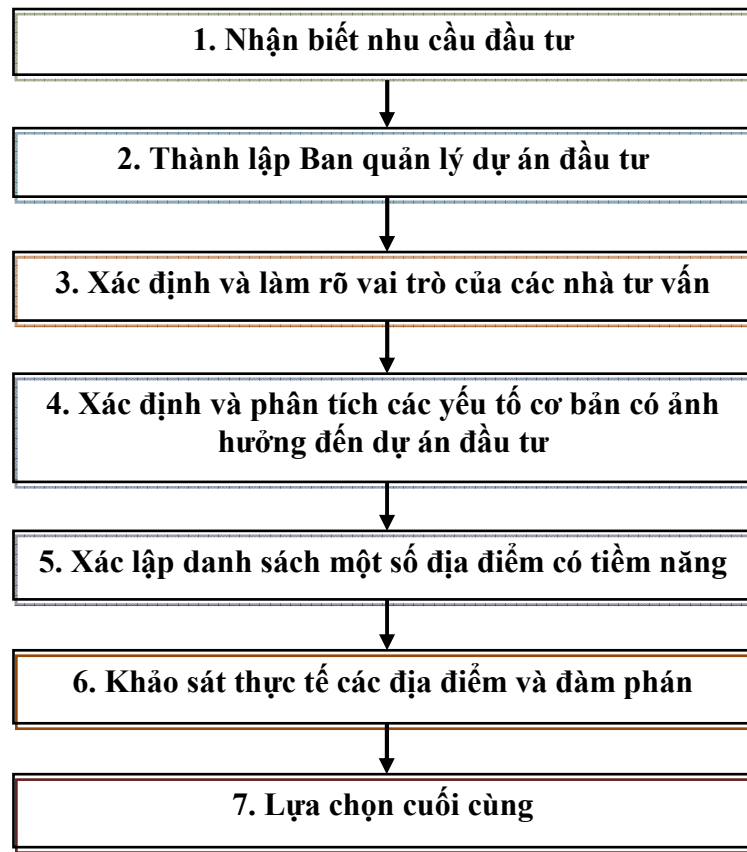 1. Nhận biết nhu cầu đầu tư
2. Thành lập Ban quản lý dự án đầu tư
3. Xác định và làm rõ vai trò của các nhà tư vấn
4. Xác định và phân tích các yếu tố cơ bản có ảnh
hưởng đến dự án đầu tư
5. Xác lập danh sách một số địa điểm có tiềm năng
6. Khảo sát thực tế các địa điểm và đàm phán
7. Lựa chọn cuối cùng